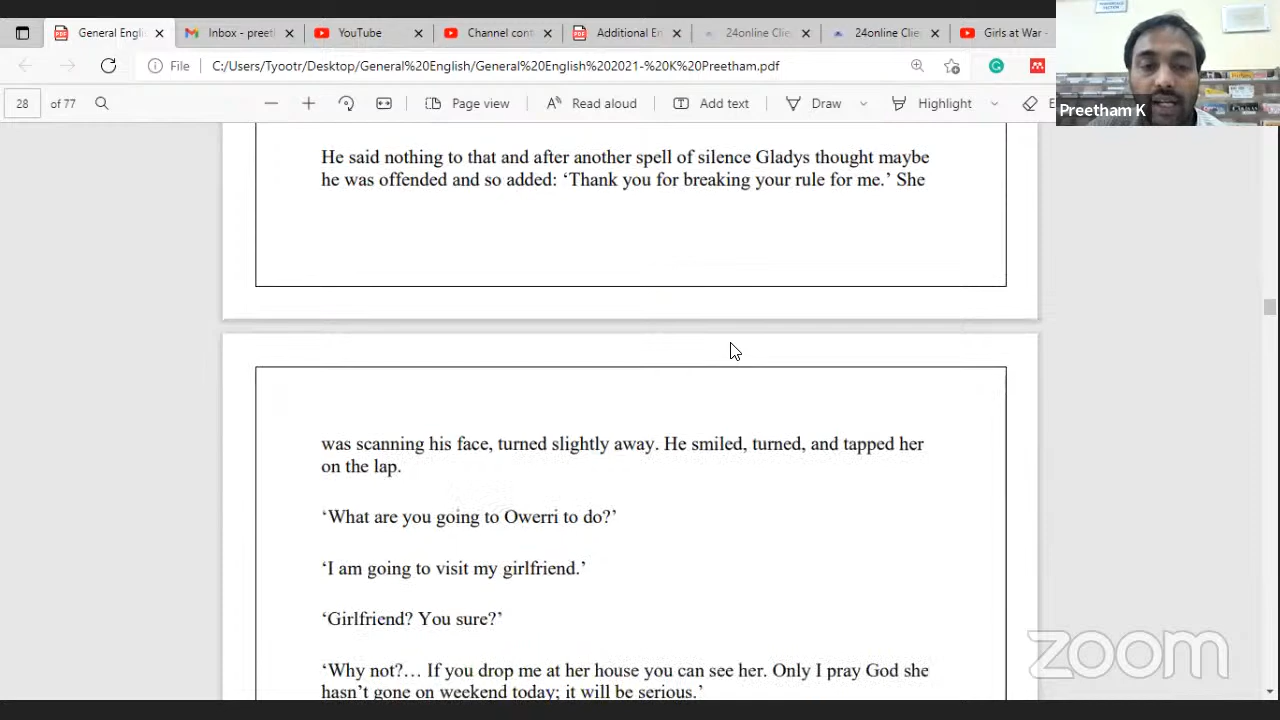 General Engli
Inbox - preetl
YouTube
Channel cont
Additional En
24online Clie
24online Clie
Girls at War -
File
C:/Users/Tyootr/Desktop/General%20English/General%20English%202021-%20K%20Preetham.pdf
28 of 77
Page view
Read aloud
Add text
Draw
Highlight
Preetham K
He said nothing to that and after another spell of silence Gladys thought maybe
he was offended and so added: ‘Thank you for breaking your rule for me.’ She
was scanning his face, turned slightly away. He smiled, turned, and tapped her
on the lap.
‘What are you going to Owerri to do?’
‘I am going to visit my girlfriend.’
‘Girlfriend? You sure?’
‘Why not?… If you drop me at her house you can see her. Only I pray God she
hasn’t gone on weekend today; it will be serious.’
zoom